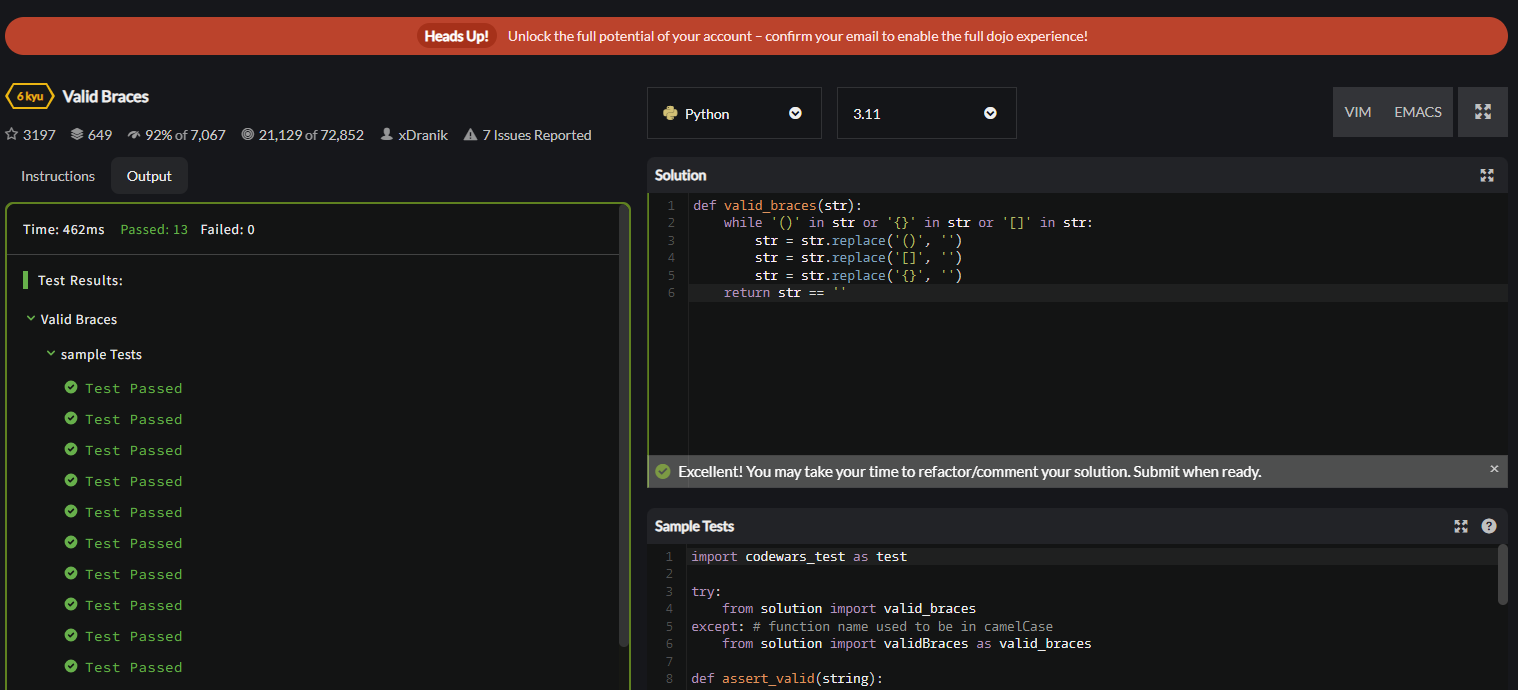 Heads Up! Unlock the full potential of your account – confirm your email to enable the full dojo experience!
6 kyu Valid Braces
3197 649 92% of 7,067 21,129 of 72,852 xDranik 7 Issues Reported
Instructions Output
Time: 462ms Passed: 13 Failed: 0
Test Results:
Valid Braces
sample Tests
Test Passed
Test Passed
Test Passed
Test Passed
Test Passed
Test Passed
Test Passed
Test Passed
Test Passed
Test Passed
Python 3.11 VIM EMACS
Solution
1 def valid_braces(str):
2     while '()' in str or '{}' in str or '[]' in str:
3         str = str.replace('()', '')
4         str = str.replace('[]', '')
5         str = str.replace('{}', '')
6     return str == ''
Excellent! You may take your time to refactor/comment your solution. Submit when ready. ×
Sample Tests ?
1 import codewars_test as test
2
3 try:
4     from solution import valid_braces
5 except: # function name used to be in camelCase
6     from solution import validBraces as valid_braces
7
8 def assert_valid(string):